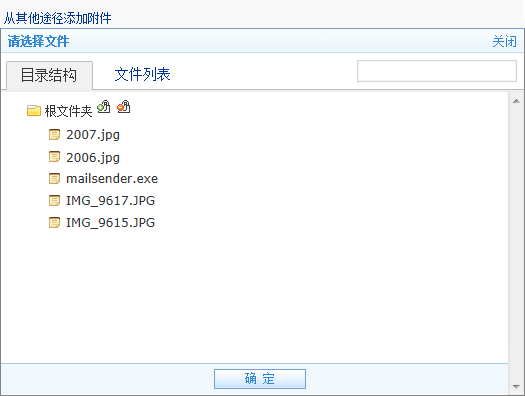 从其他途径添加附件
请选择文件 关闭
目录结构 文件列表
根文件夹
2007.jpg
2006.jpg
mailsender.exe
IMG_9617.JPG
IMG_9615.JPG
确 定